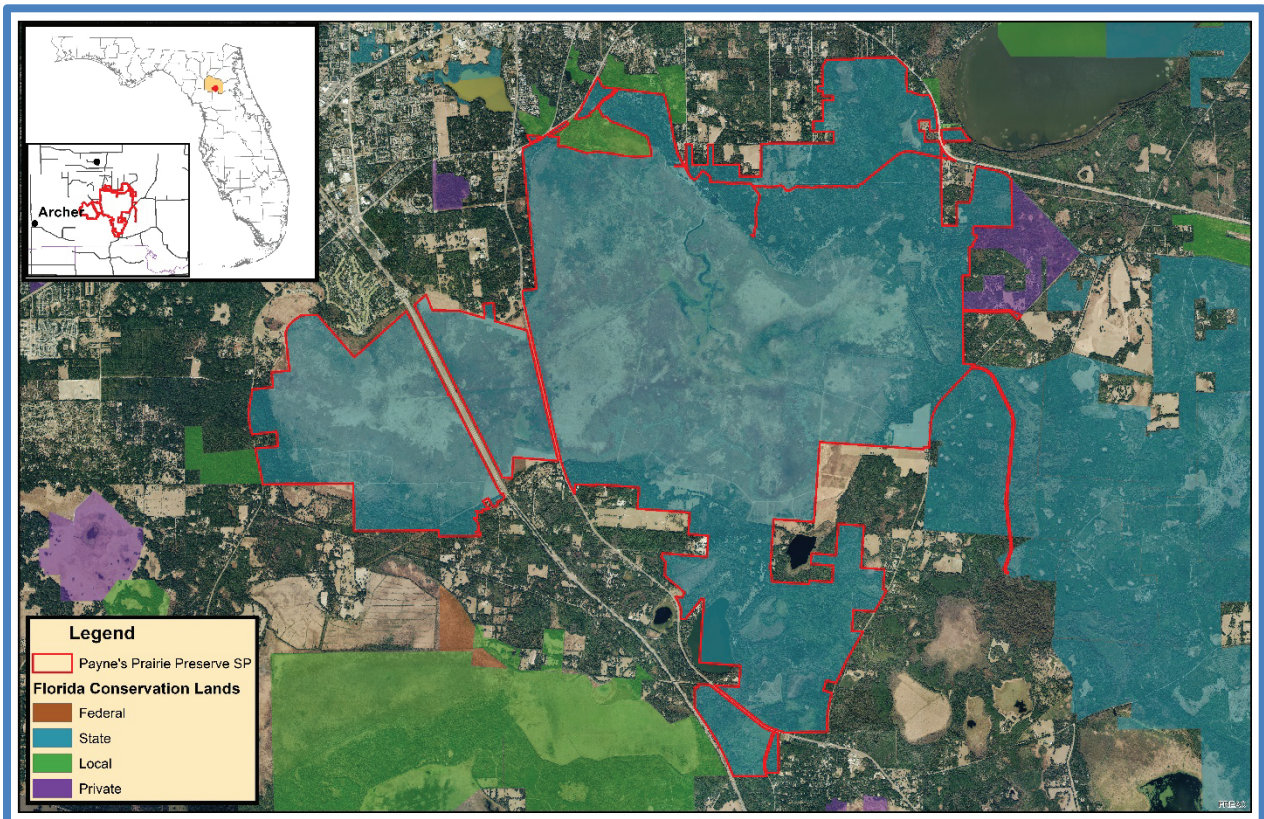 Archer
Legend
Payne's Prairie Preserve SP
Florida Conservation Lands
Federal
State
Local
Private